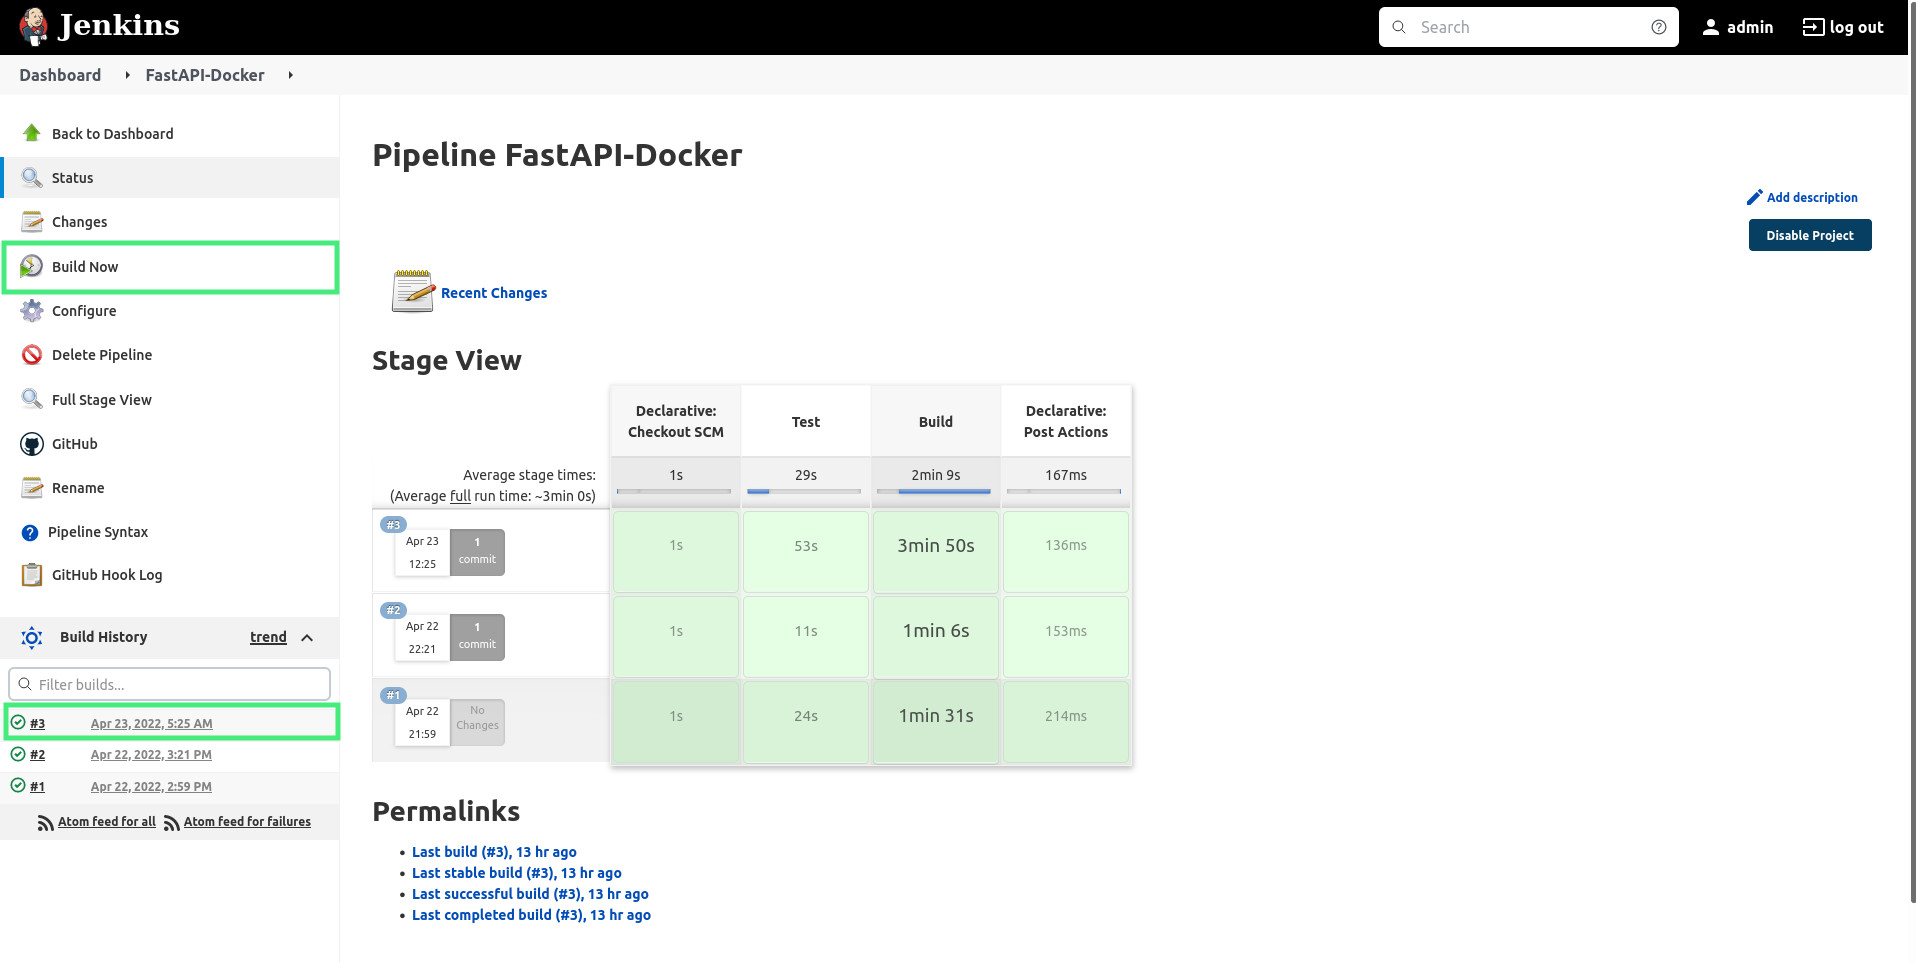 Jenkins
Search
admin
log out
Dashboard
FastAPI-Docker
Back to Dashboard
Status
Changes
Build Now
Configure
Delete Pipeline
Full Stage View
GitHub
Rename
Pipeline Syntax
GitHub Hook Log
Build History
trend
Filter builds...
#3 Apr 23, 2022, 5:25 AM
#2 Apr 22, 2022, 3:21 PM
#1 Apr 22, 2022, 2:59 PM
Atom feed for all Atom feed for failures
Pipeline FastAPI-Docker
Add description
Disable Project
Recent Changes
Stage View
Declarative: Checkout SCM
Test
Build
Declarative: Post Actions
Average stage times:
(Average full run time: ~3min 0s)
1s 29s 2min 9s 167ms
#3
Apr 23
12:25
1
commit
1s 53s 3min 50s 136ms
#2
Apr 22
22:21
1
commit
1s 11s 1min 6s 153ms
#1
Apr 22
21:59
No
Changes
1s 24s 1min 31s 214ms
Permalinks
• Last build (#3), 13 hr ago
• Last stable build (#3), 13 hr ago
• Last successful build (#3), 13 hr ago
• Last completed build (#3), 13 hr ago